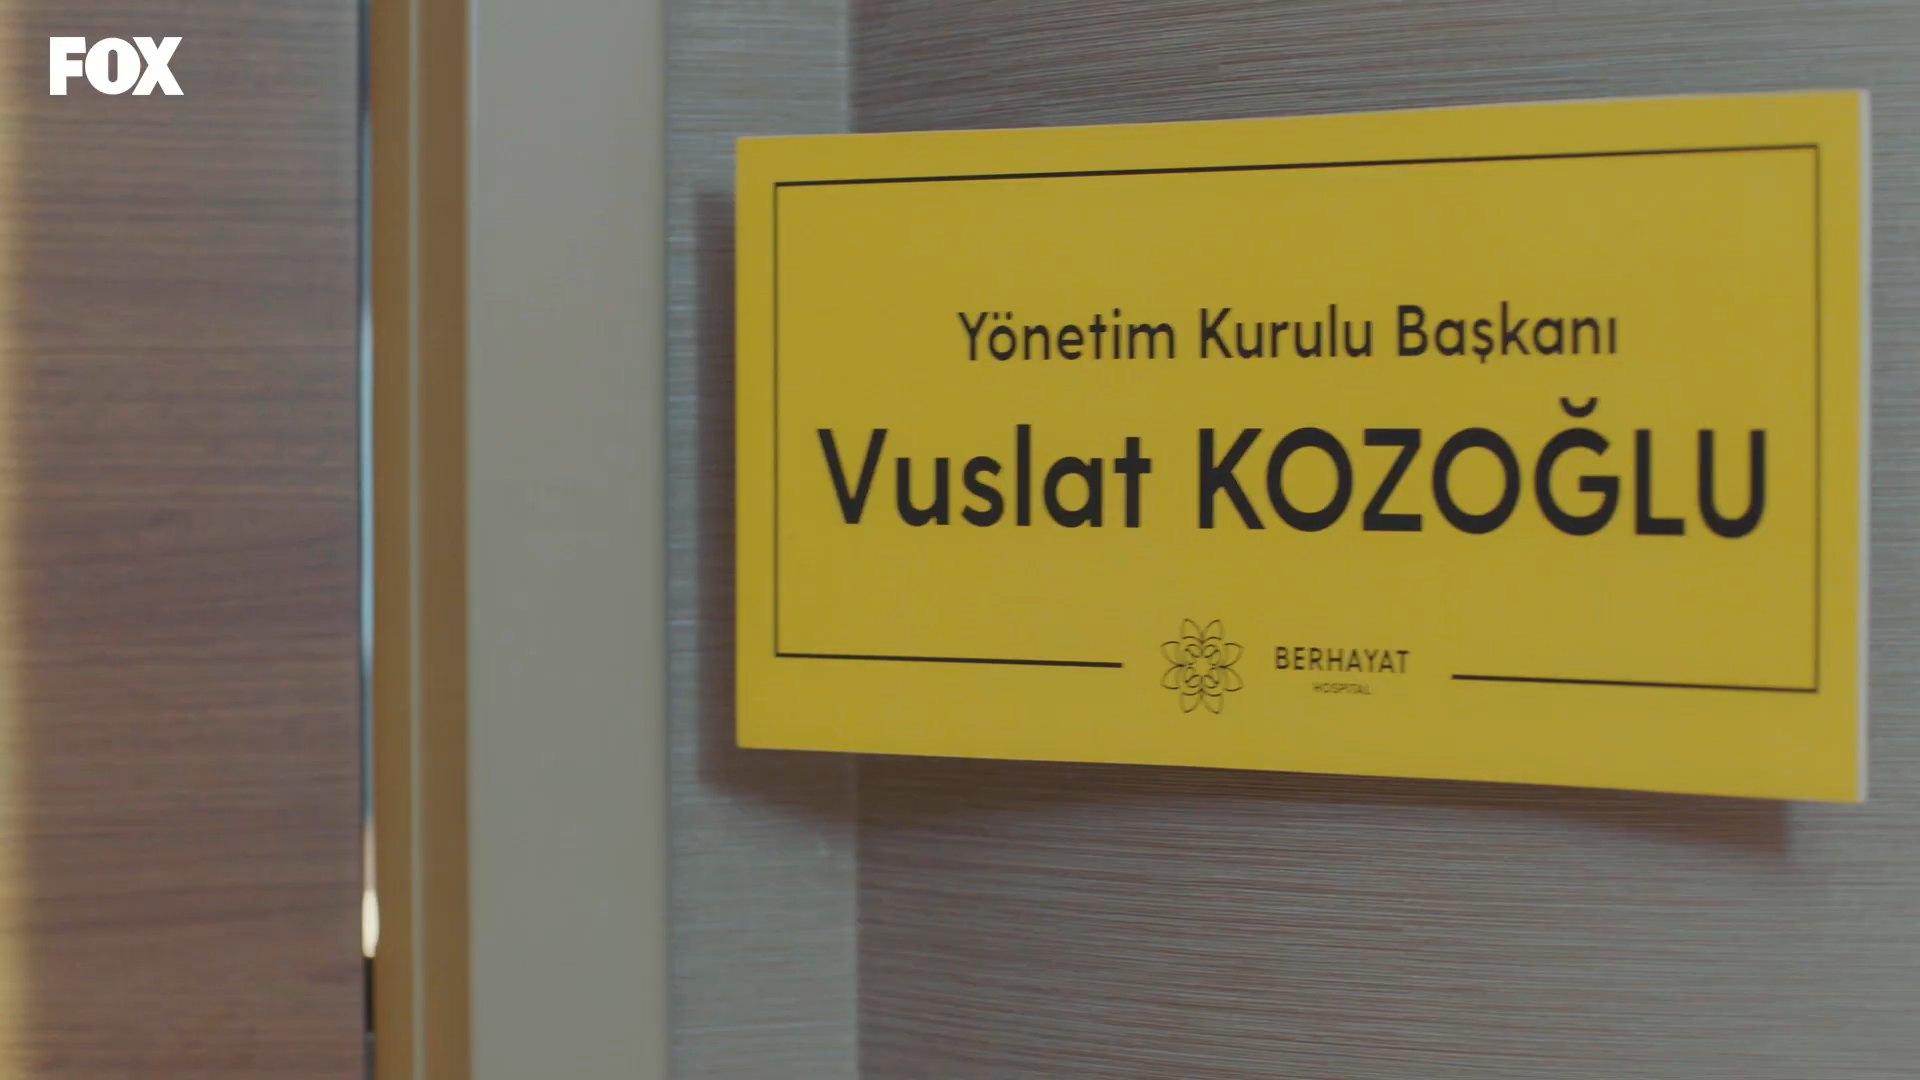 FOX
Yönetim Kurulu Başkanı
Vuslat KOZOĞLU
BERHAYAT
HOSPITAL